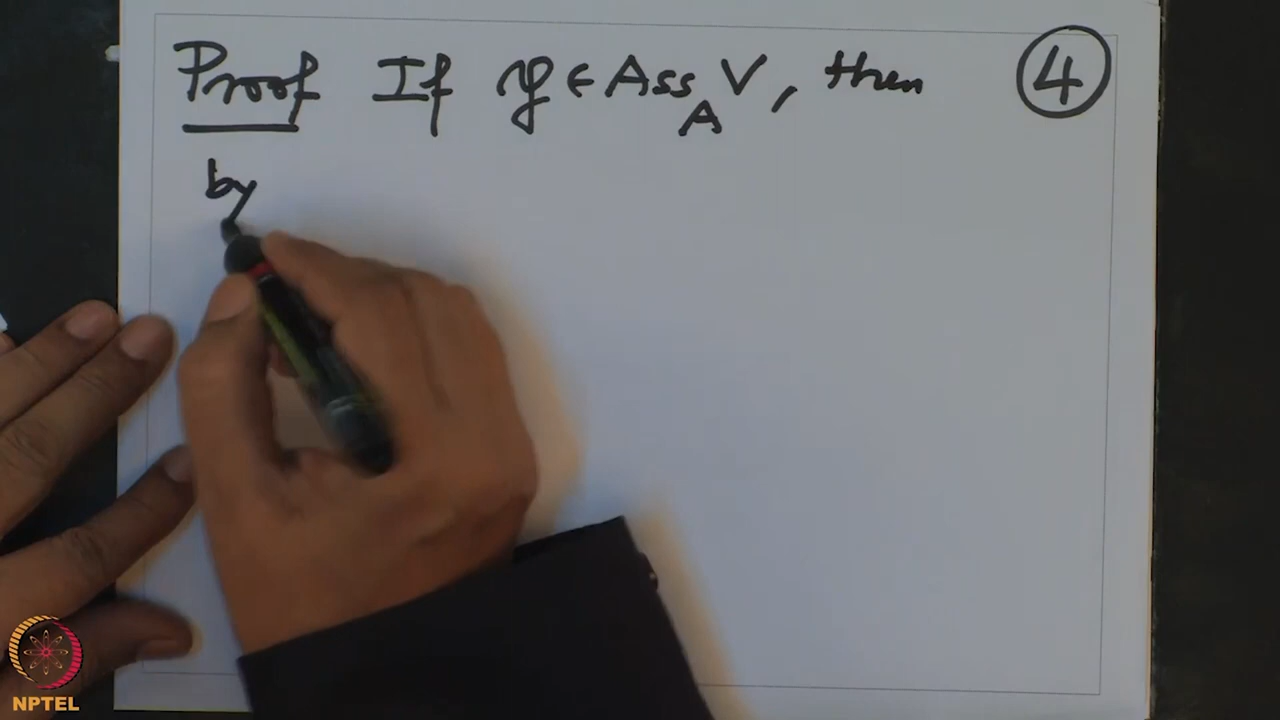 Proof If 𝔭 ∈ Ass_A V, then
④
by
NPTEL